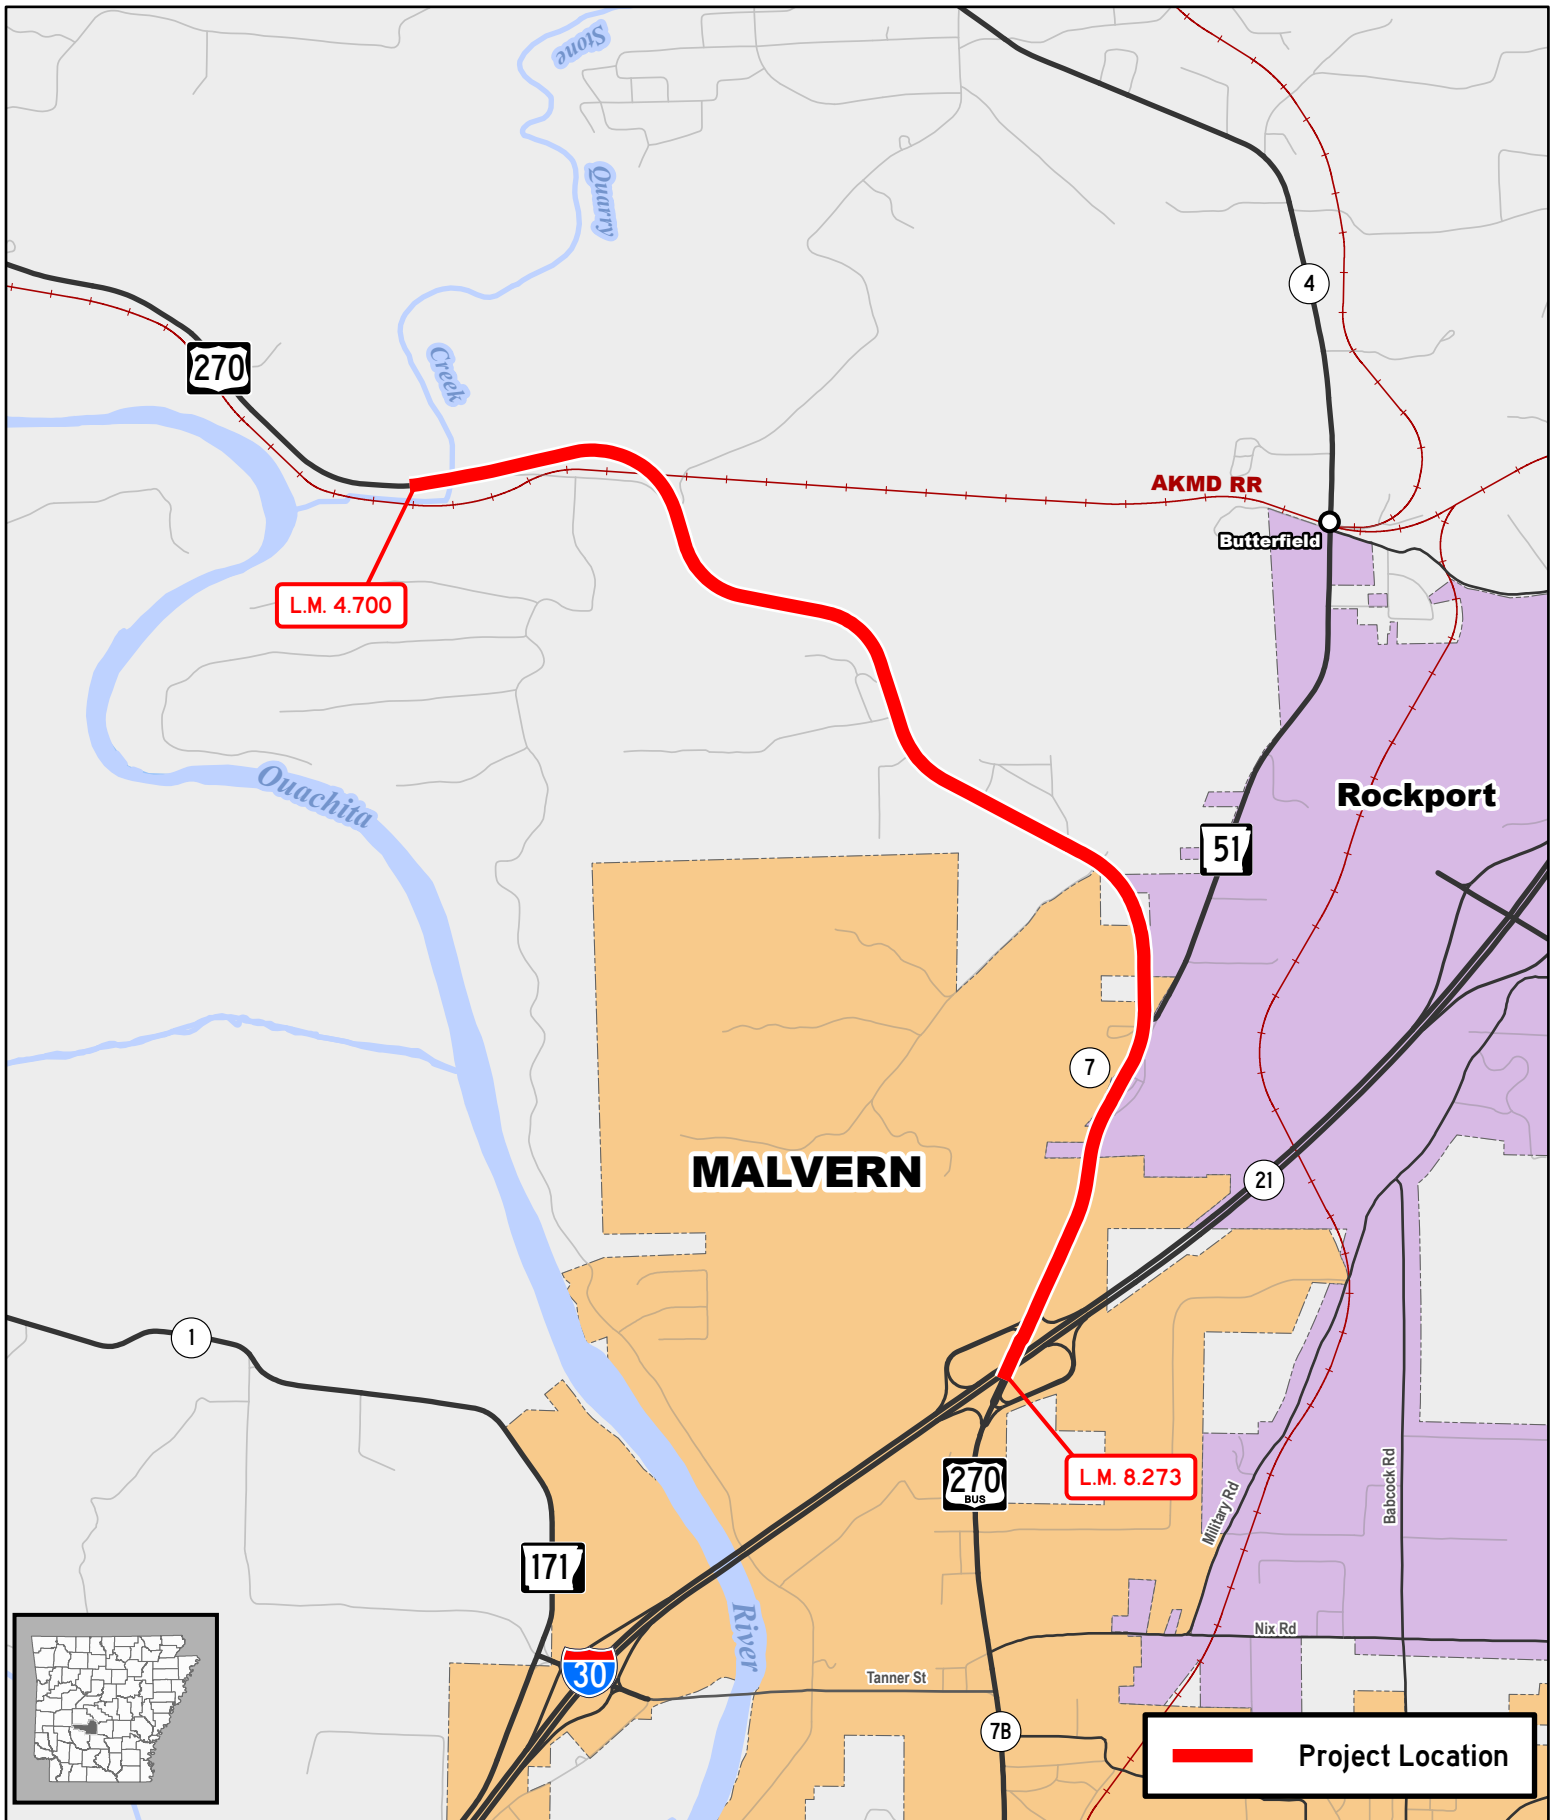 Stone
Quarry
4
270
Creek
AKMD RR
Butterfield
L.M. 4.700
Ouachita
Rockport
51
7
MALVERN
21
1
270
BUS
L.M. 8.273
Military Rd
Babcock Rd
171
River
Nix Rd
30
Tanner St
7B
Project Location